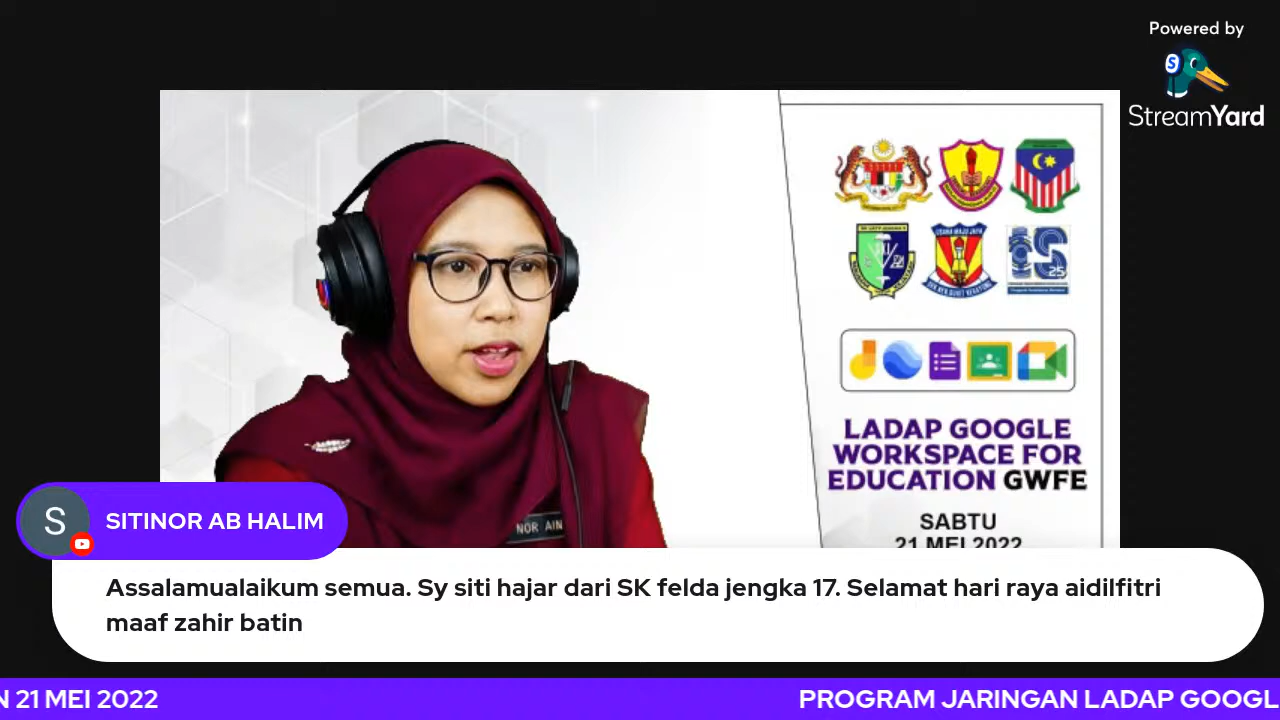 Powered by
StreamYard
LADAP GOOGLE
WORKSPACE FOR
EDUCATION GWFE
SABTU
21 MEI 2022
NOR AIN
S
SITINOR AB HALIM
Assalamualaikum semua. Sy siti hajar dari SK felda jengka 17. Selamat hari raya aidilfitri
maaf zahir batin
N 21 MEI 2022
PROGRAM JARINGAN LADAP GOOGL